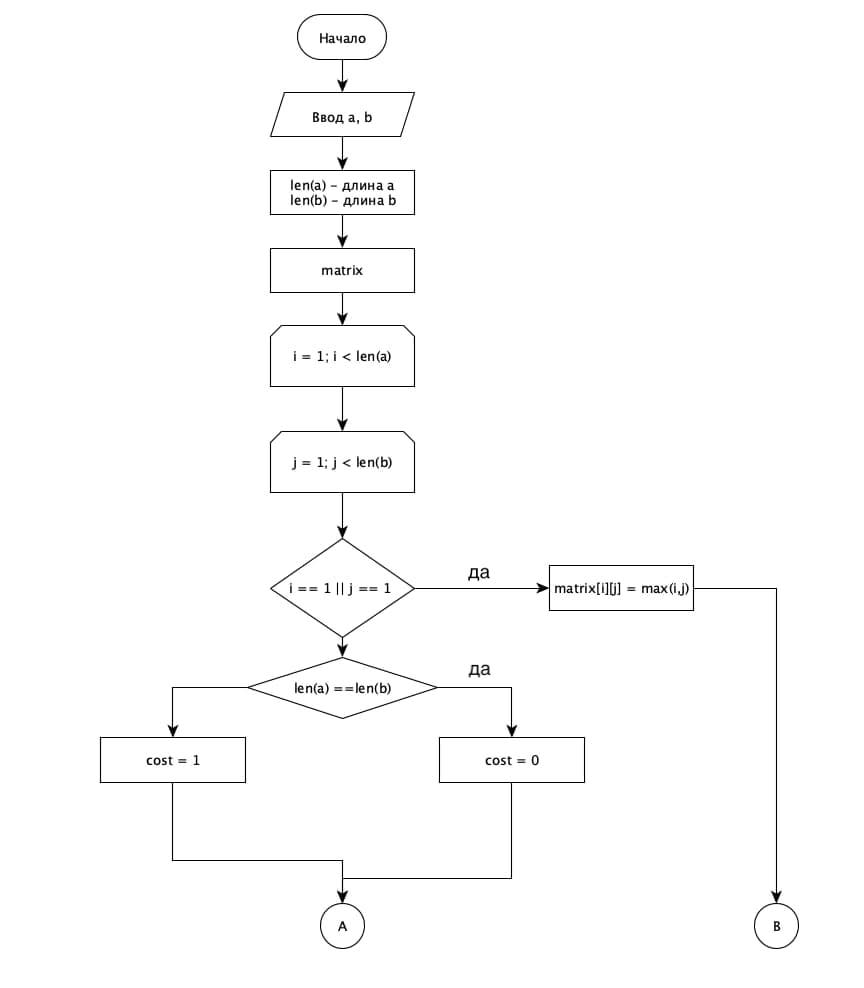 Начало
Ввод a, b
len(a) – длина a
len(b) – длина b
matrix
i = 1; i < len(a)
j = 1; j < len(b)
i == 1 || j == 1
да
matrix[i][j] = max(i,j)
len(a) ==len(b)
да
cost = 1
cost = 0
A
B